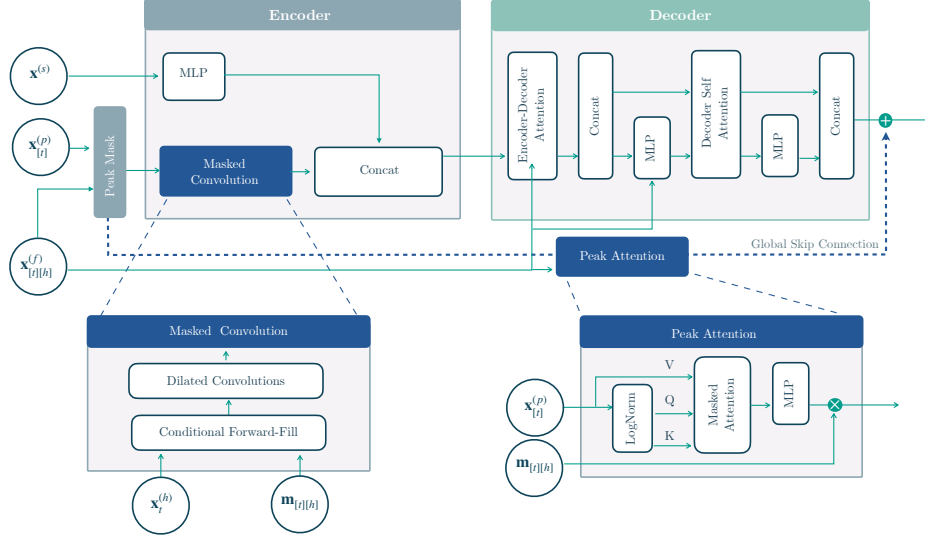 Encoder
Decoder
x^(s)
MLP
x^(p)_[t]
Peak Mask
Masked
Convolution
Concat
Encoder-Decoder
Attention
Concat
MLP
Decoder Self
Attention
MLP
Concat
x^(f)_[t][h]
Global Skip Connection
Peak Attention
Masked Convolution
Dilated Convolutions
Conditional Forward-Fill
x^(h)_t
m_[t][h]
Peak Attention
x^(p)_[t]
m_[t][h]
LogNorm
V
Q
K
Masked
Attention
MLP